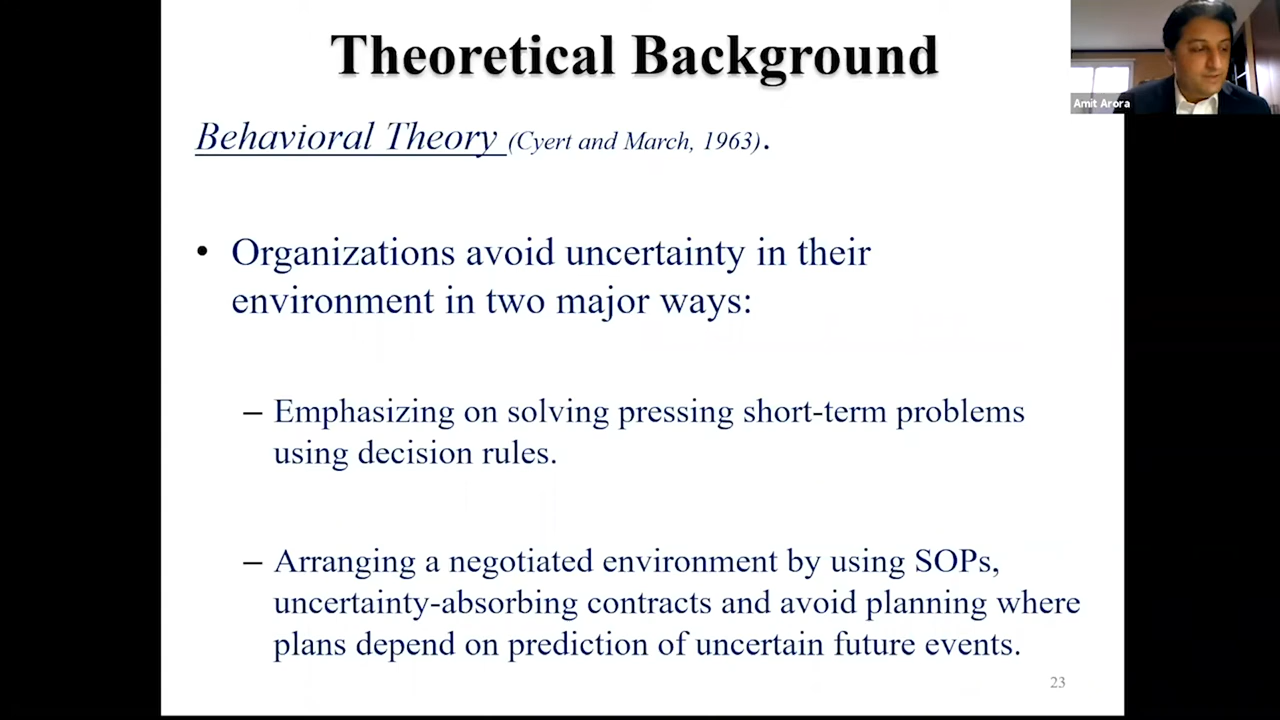 Theoretical Background
Amit Arora
Behavioral Theory (Cyert and March, 1963).
• Organizations avoid uncertainty in their
environment in two major ways:
– Emphasizing on solving pressing short-term problems
using decision rules.
– Arranging a negotiated environment by using SOPs,
uncertainty-absorbing contracts and avoid planning where
plans depend on prediction of uncertain future events.
23